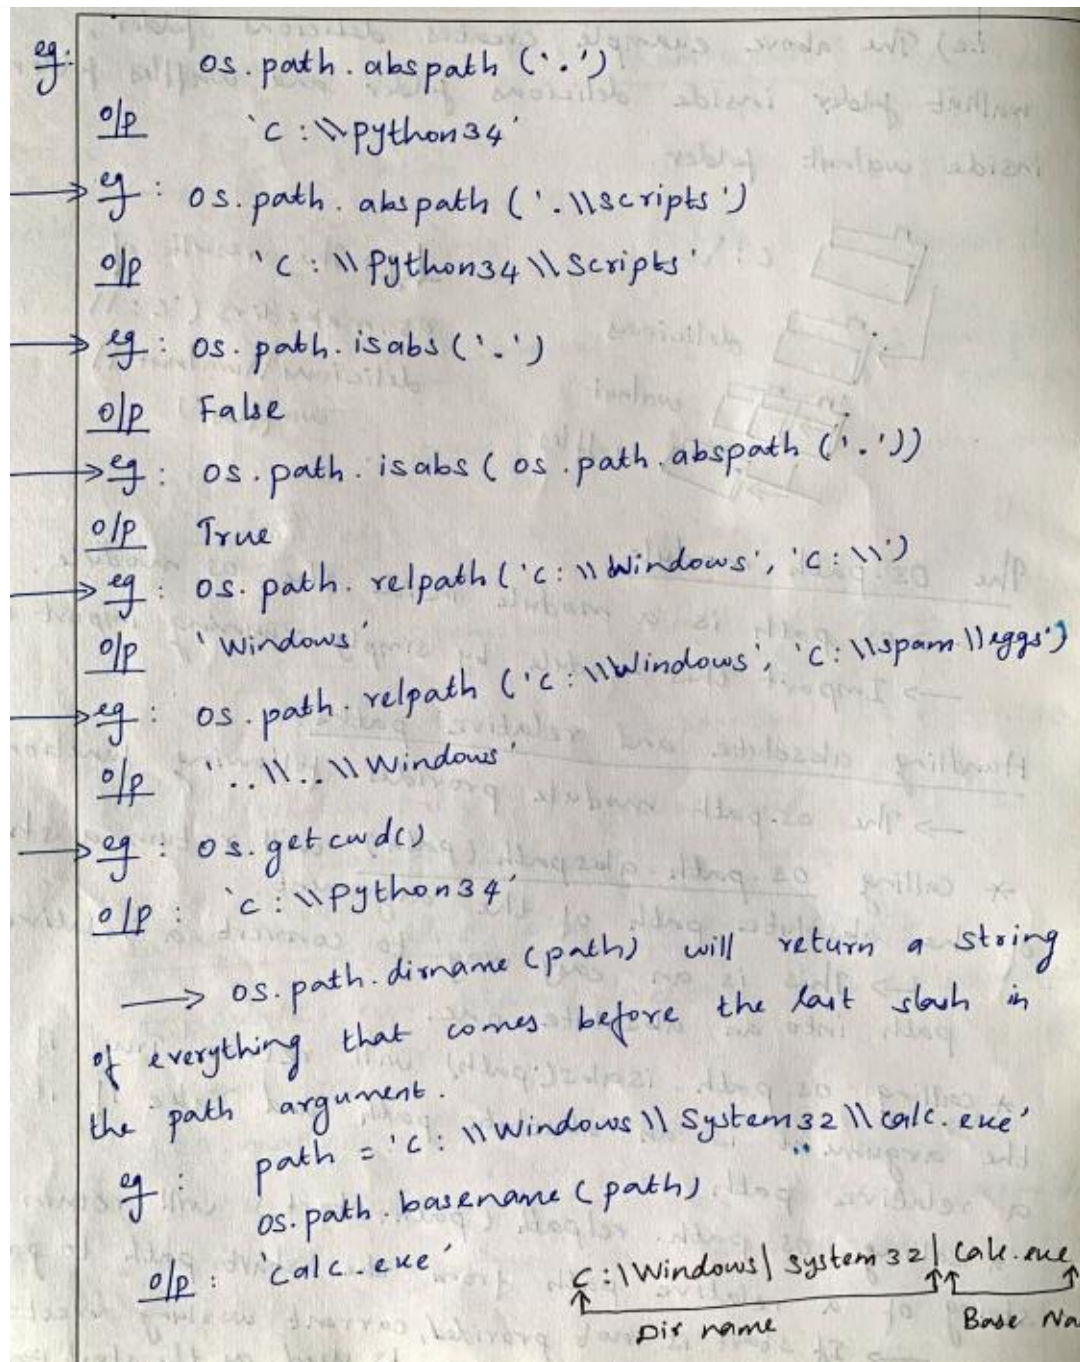 eg: os.path.abspath('.')
o/p 'C:\\Python34'
→ eg: os.path.abspath('.\\scripts')
o/p 'C:\\Python34\\Scripts'
→ eg: os.path.isabs('.')
o/p False
→ eg: os.path.isabs(os.path.abspath('.'))
o/p True
→ eg: os.path.relpath('C:\\Windows', 'C:\\')
o/p 'Windows'
→ eg: os.path.relpath('C:\\Windows', 'C:\\spam\\eggs')
o/p '..\\..\\Windows'
→ eg: os.getcwd()
o/p: 'C:\\Python34'
→ os.path.dirname(path) will return a string
of everything that comes before the last slash in
the path argument.
eg: path = 'C:\\Windows\\System32\\calc.exe'
os.path.basename(path)
o/p: 'calc.exe'
C:\Windows\System32\calc.exe
Dir name Base Na